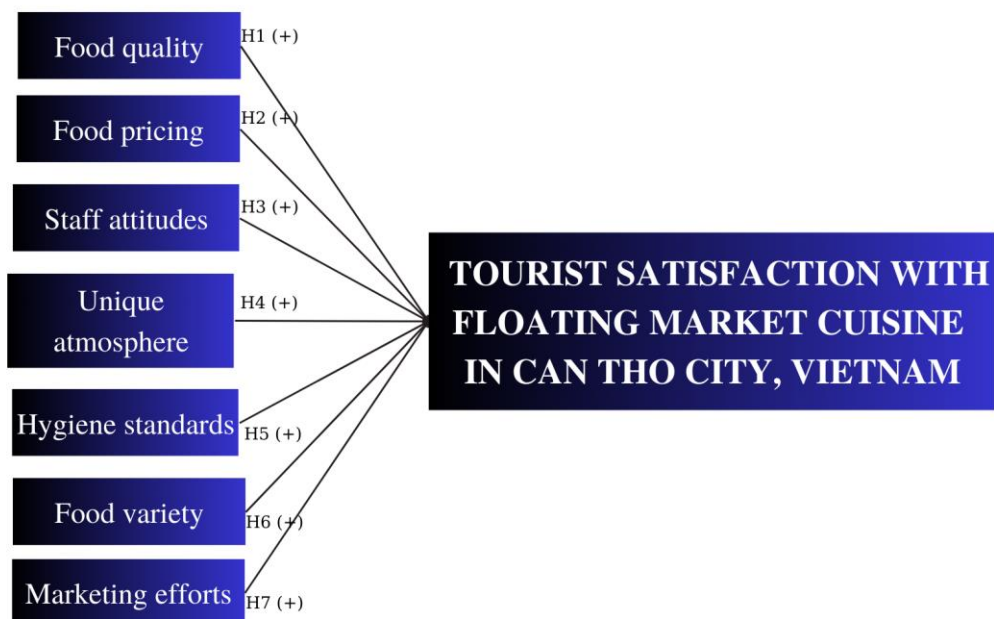 Food quality
H1 (+)
Food pricing
H2 (+)
Staff attitudes
H3 (+)
Unique
atmosphere
H4 (+)
Hygiene standards
H5 (+)
Food variety
H6 (+)
Marketing efforts
H7 (+)
TOURIST SATISFACTION WITH
FLOATING MARKET CUISINE
IN CAN THO CITY, VIETNAM